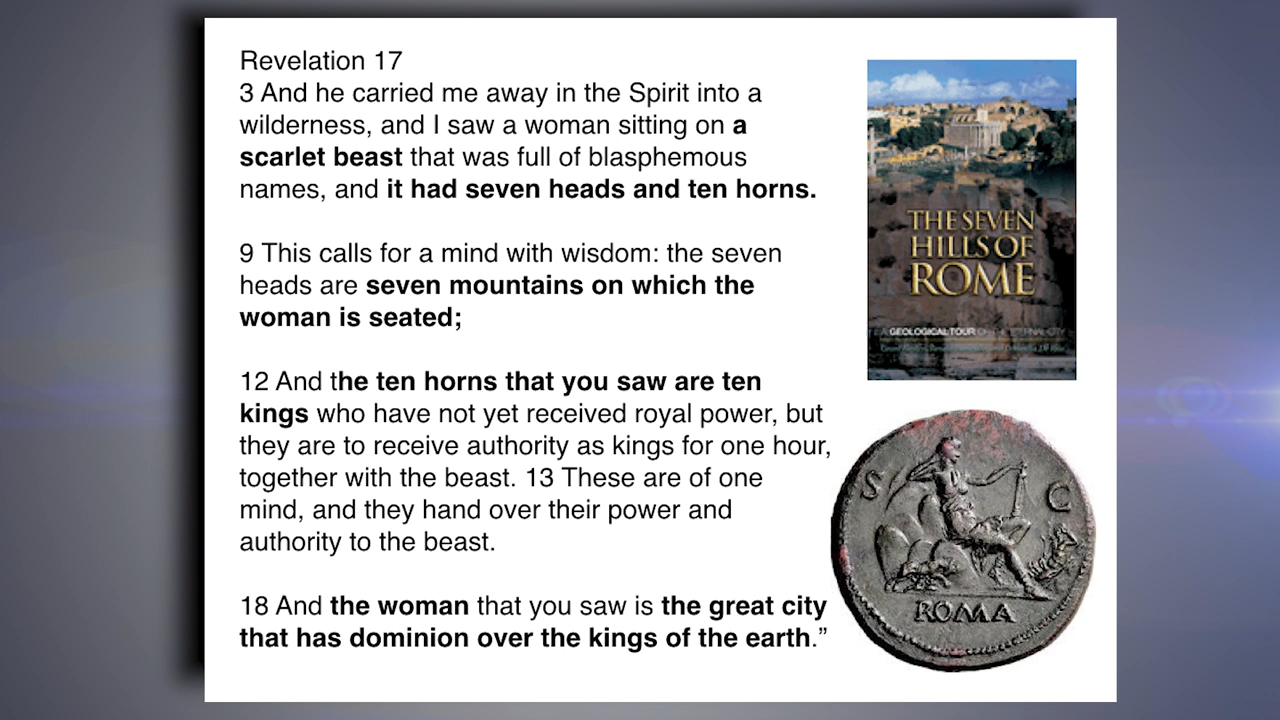 Revelation 17
3 And he carried me away in the Spirit into a
wilderness, and I saw a woman sitting on a
scarlet beast that was full of blasphemous
names, and it had seven heads and ten horns.
9 This calls for a mind with wisdom: the seven
heads are seven mountains on which the
woman is seated;
12 And the ten horns that you saw are ten
kings who have not yet received royal power, but
they are to receive authority as kings for one hour,
together with the beast. 13 These are of one
mind, and they hand over their power and
authority to the beast.
18 And the woman that you saw is the great city
that has dominion over the kings of the earth.”
THE SEVEN
HILLS OF
ROME
A GEOLOGICAL TOUR OF THE ETERNAL CITY
S C
ROMA